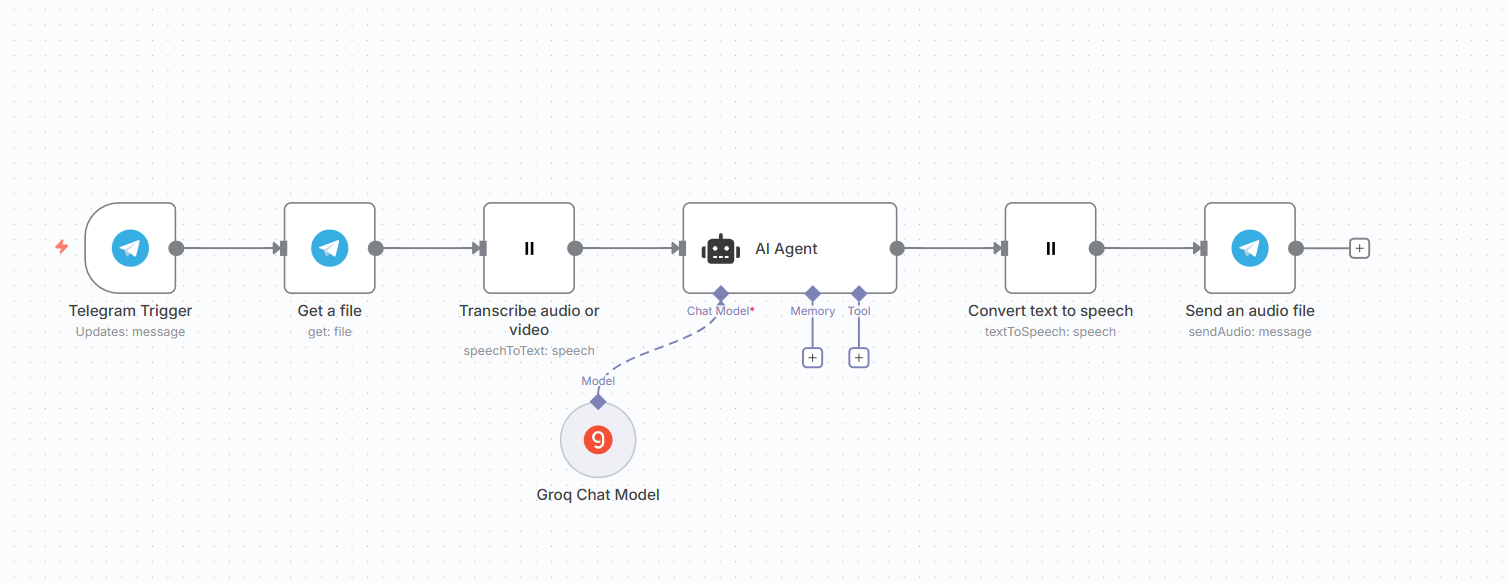 AI Agent
Telegram Trigger
Updates: message
Get a file
get: file
Transcribe audio or
video
speechToText: speech
Chat Model*
Memory
Tool
Convert text to speech
textToSpeech: speech
Send an audio file
sendAudio: message
Model
Groq Chat Model